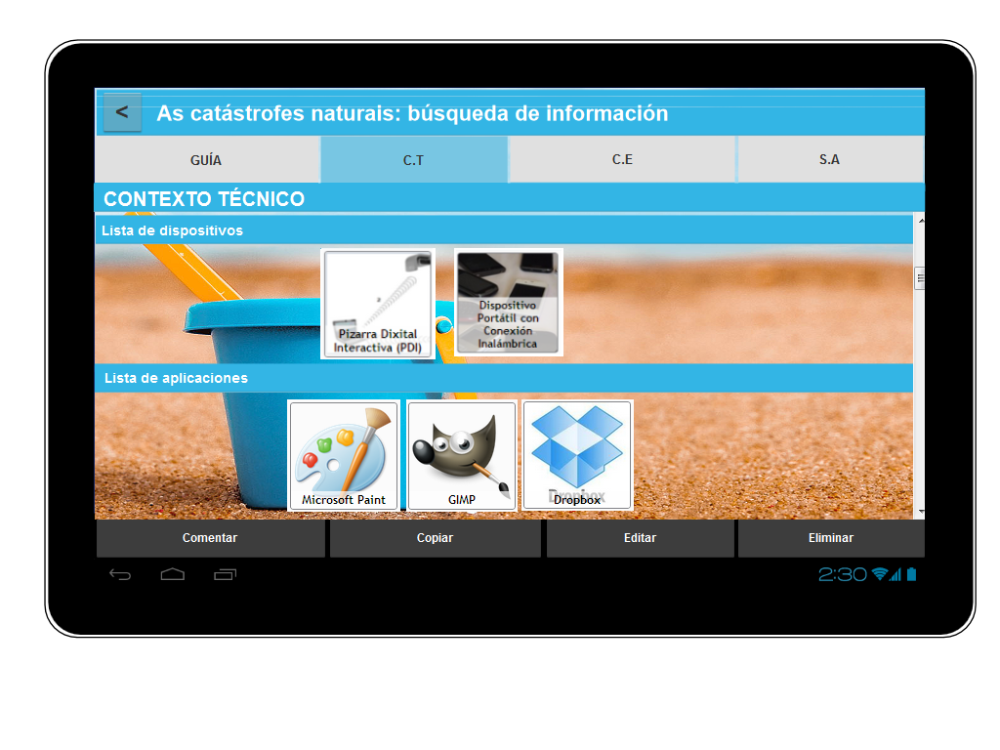 < As catástrofes naturais: búsqueda de información
GUÍA C.T C.E S.A
CONTEXTO TÉCNICO
Lista de dispositivos
Pizarra Dixital
Interactiva (PDI)
Dispositivo
Portátil con
Conexión
Inalámbrica
Lista de aplicaciones
Microsoft Paint
GIMP
Dropbox
Dropbox
Comentar Copiar Editar Eliminar
2:30